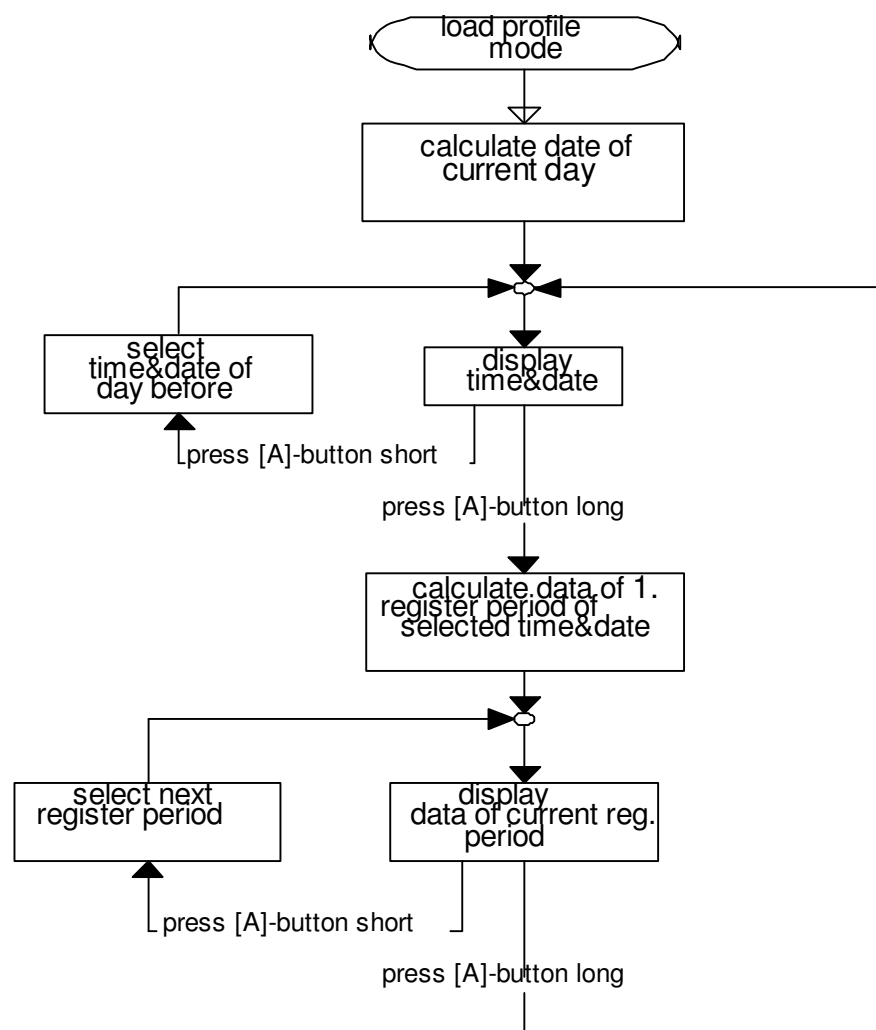 load profile
mode
calculate date of
current day
select
time&date of
day before
display
time&date
press [A]-button short
press [A]-button long
calculate data of 1.
register period of
selected time&date
select next
register period
display
data of current reg.
period
press [A]-button short
press [A]-button long